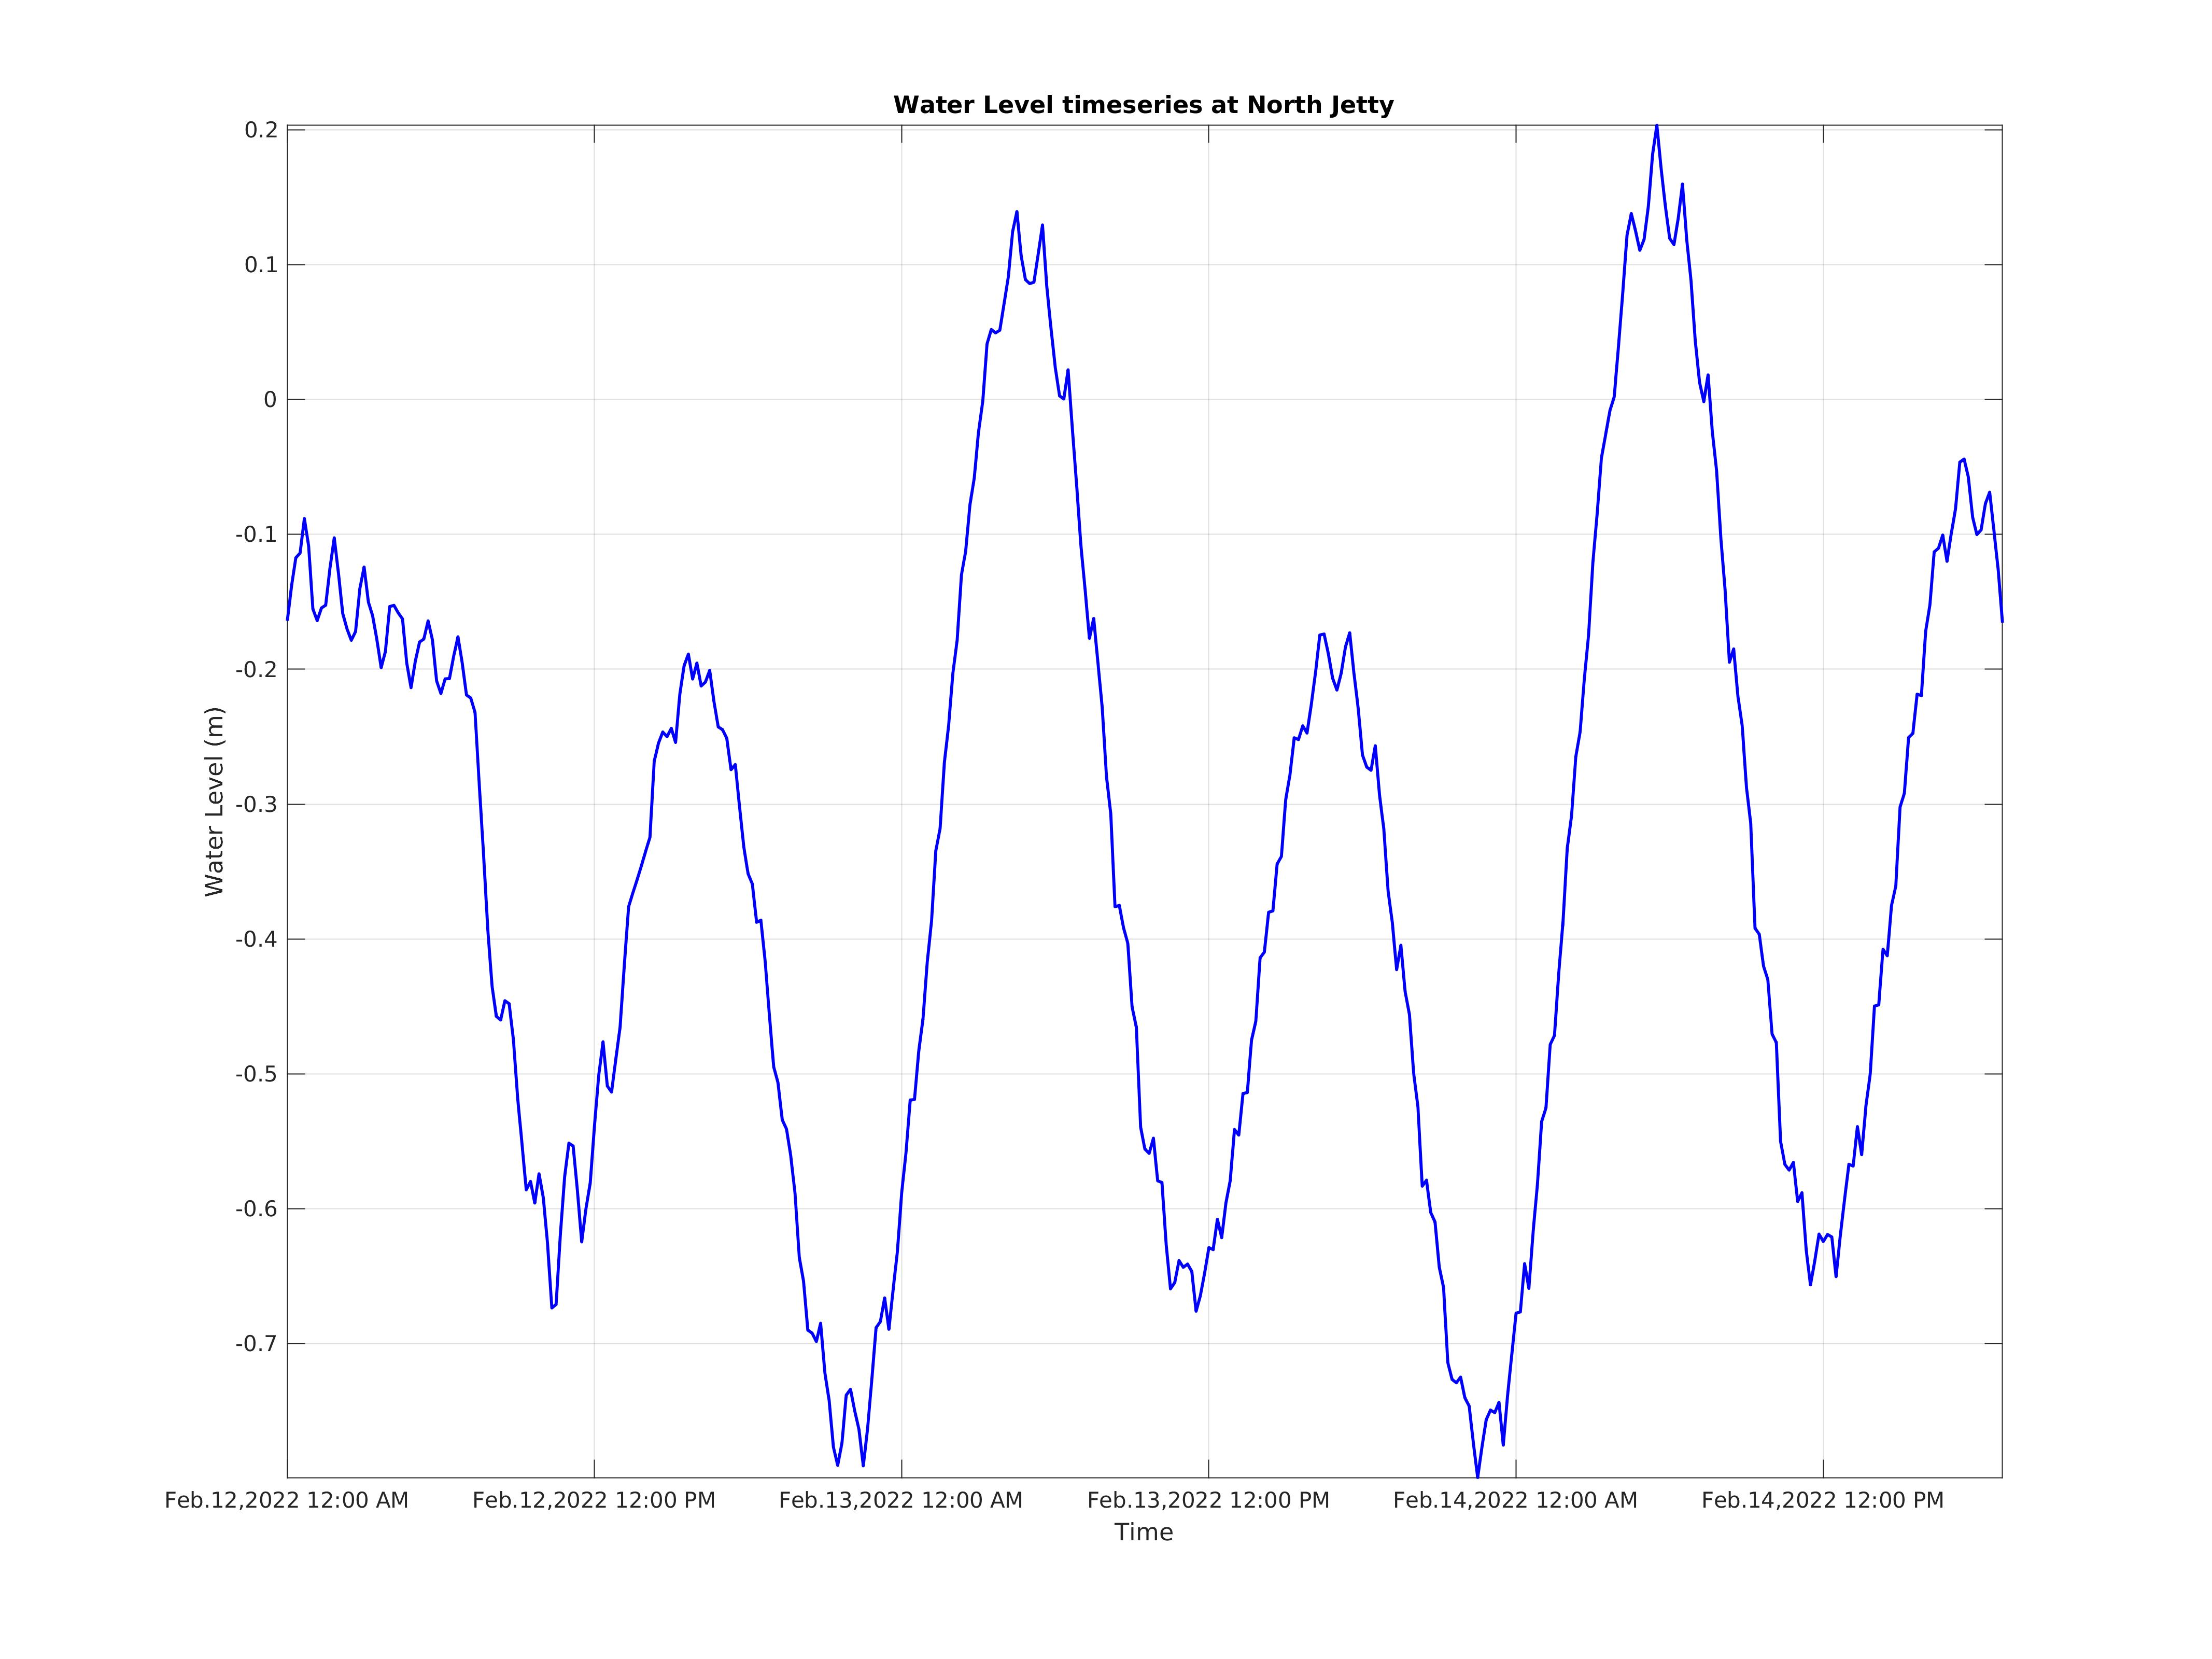 Water Level timeseries at North Jetty
0.2
0.1
0
-0.1
-0.2
-0.3
-0.4
-0.5
-0.6
-0.7
Water Level (m)
Feb.12,2022 12:00 AM
Feb.12,2022 12:00 PM
Feb.13,2022 12:00 AM
Feb.13,2022 12:00 PM
Feb.14,2022 12:00 AM
Feb.14,2022 12:00 PM
Time